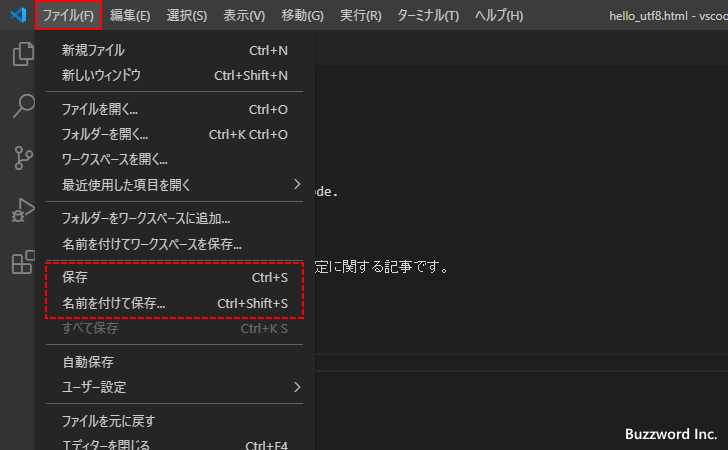 ファイル(F) 編集(E) 選択(S) 表示(V) 移動(G) 実行(R) ターミナル(T) ヘルプ(H) hello_utf8.html - vscod
新規ファイル Ctrl+N
新しいウィンドウ Ctrl+Shift+N
ファイルを開く... Ctrl+O
フォルダーを開く... Ctrl+K Ctrl+O
ワークスペースを開く...
最近使用した項目を開く
ode.
フォルダーをワークスペースに追加...
名前を付けてワークスペースを保存...
定に関する記事です。
保存 Ctrl+S
名前を付けて保存... Ctrl+Shift+S
すべて保存 Ctrl+K S
自動保存
ユーザー設定
ファイルを元に戻す
エディターを閉じる Ctrl+F4
Buzzword Inc.